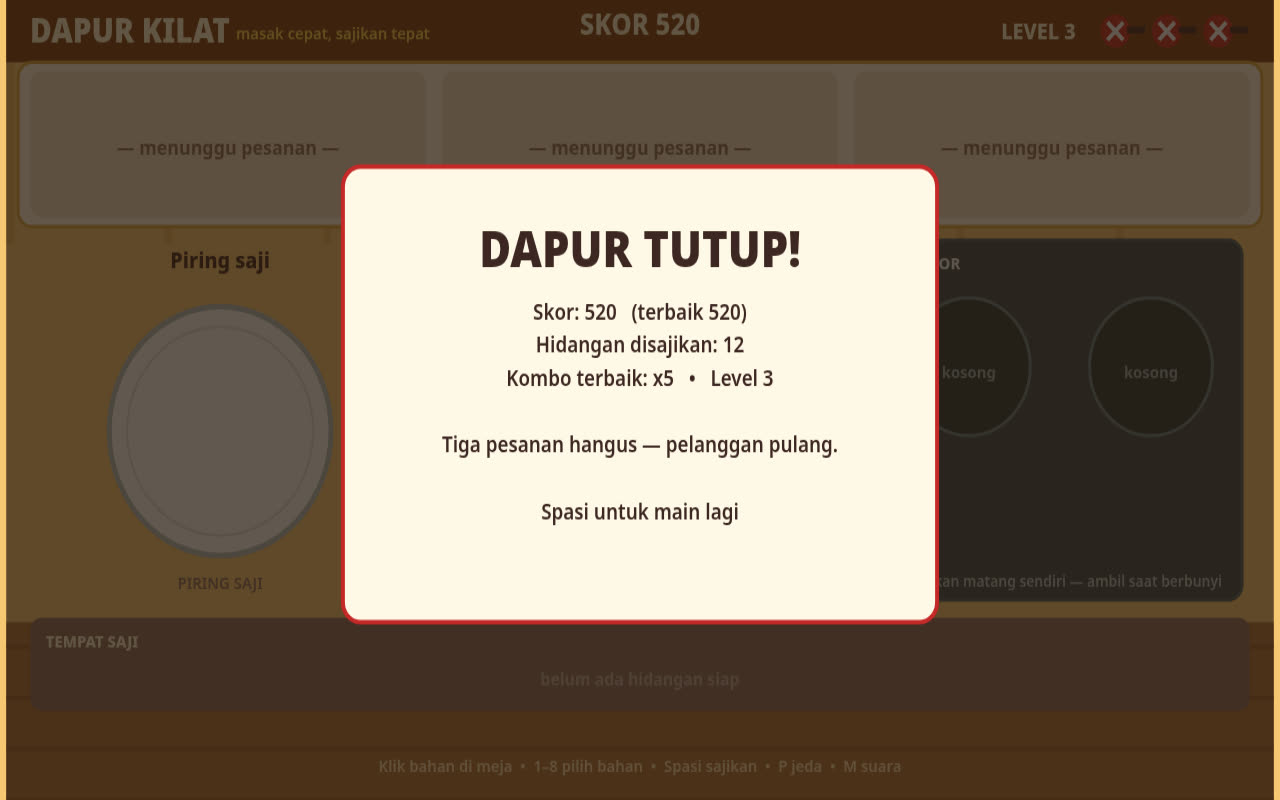 DAPUR KILAT masak cepat, sajikan tepat
SKOR 520
LEVEL 3
— menunggu pesanan —
— menunggu pesanan —
— menunggu pesanan —
Piring saji
PIRING SAJI
DAPUR TUTUP!
Skor: 520 (terbaik 520)
Hidangan disajikan: 12
Kombo terbaik: x5 • Level 3
Tiga pesanan hangus — pelanggan pulang.
Spasi untuk main lagi
kosong
kosong
matang sendiri — ambil saat berbunyi
TEMPAT SAJI
belum ada hidangan siap
Klik bahan di meja • 1–8 pilih bahan • Spasi sajikan • P jeda • M suara